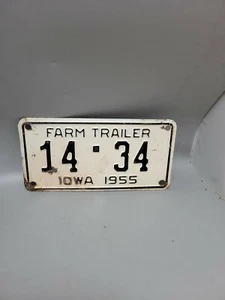 FARM TRAILER
14 ▪ 34
IOWA 1955